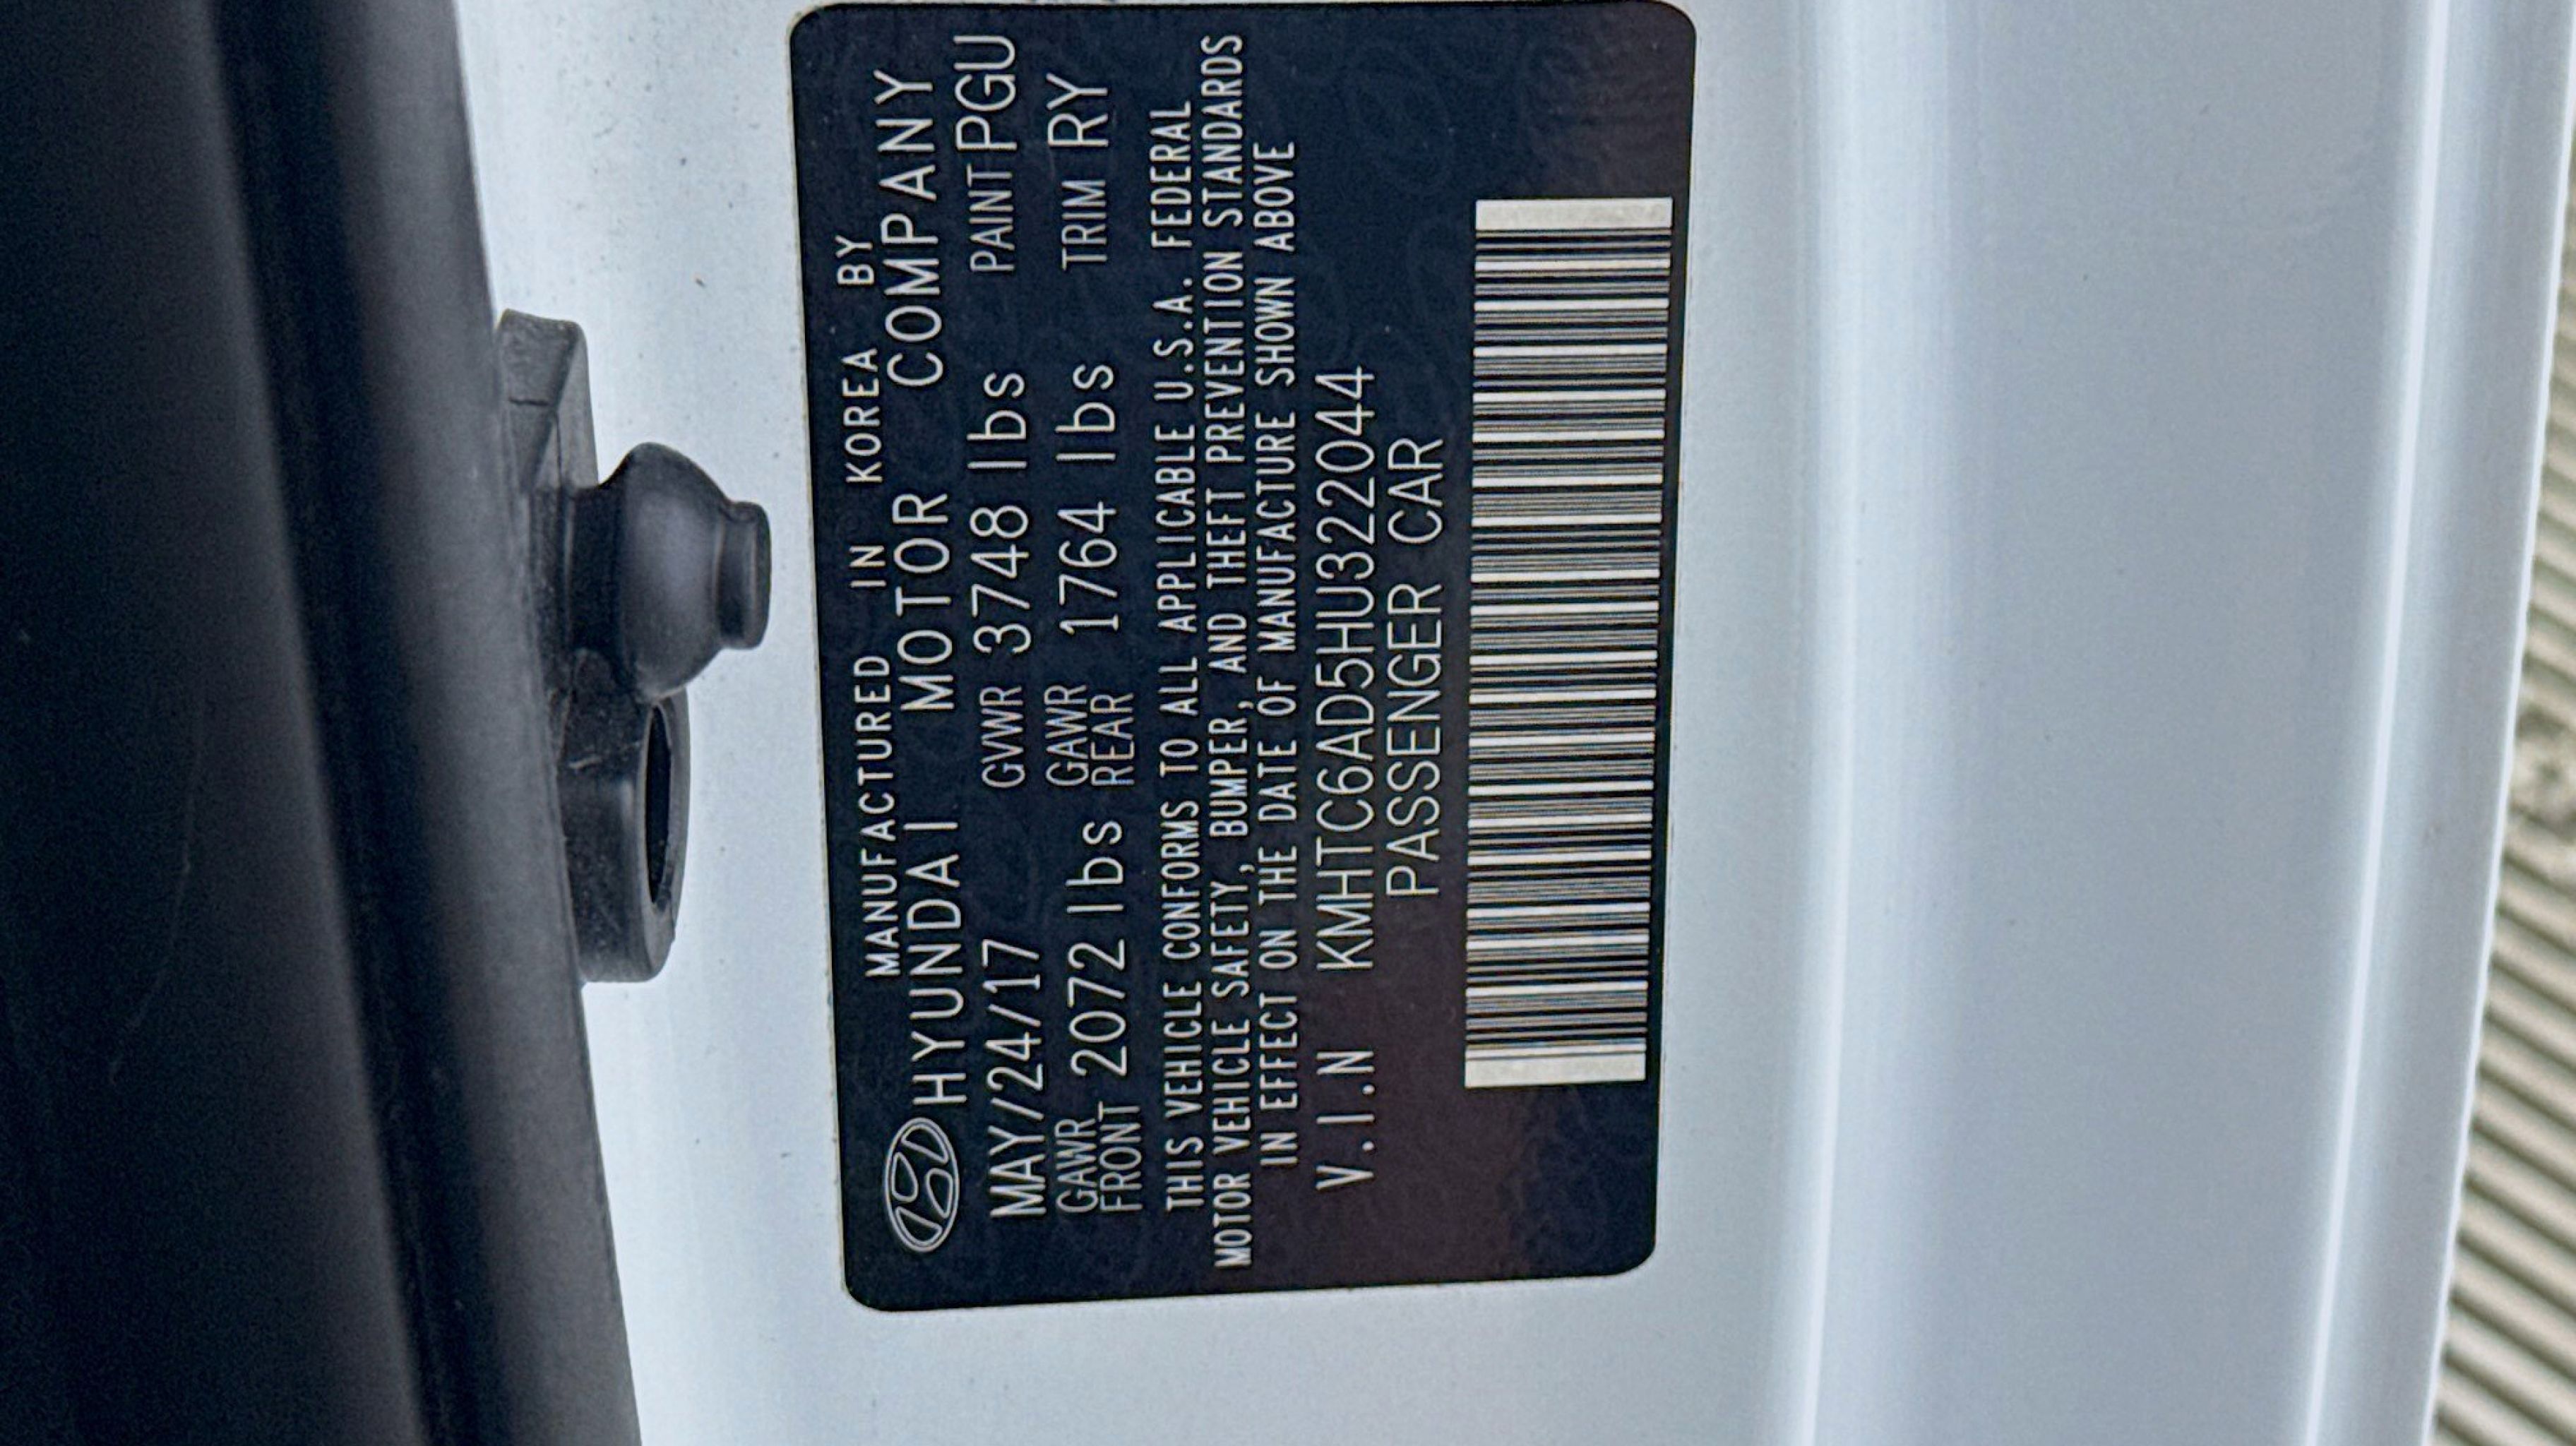 MANUFACTURED IN KOREA BY
HYUNDAI MOTOR COMPANY
MAY/24/17 GVWR 3748 lbs PAINT PGU
GAWR FRONT 2072 lbs GAWR REAR 1764 lbs TRIM RY
THIS VEHICLE CONFORMS TO ALL APPLICABLE U.S.A. FEDERAL
MOTOR VEHICLE SAFETY, BUMPER, AND THEFT PREVENTION STANDARDS
IN EFFECT ON THE DATE OF MANUFACTURE SHOWN ABOVE
V.I.N KMHTC6AD5HU322044
PASSENGER CAR